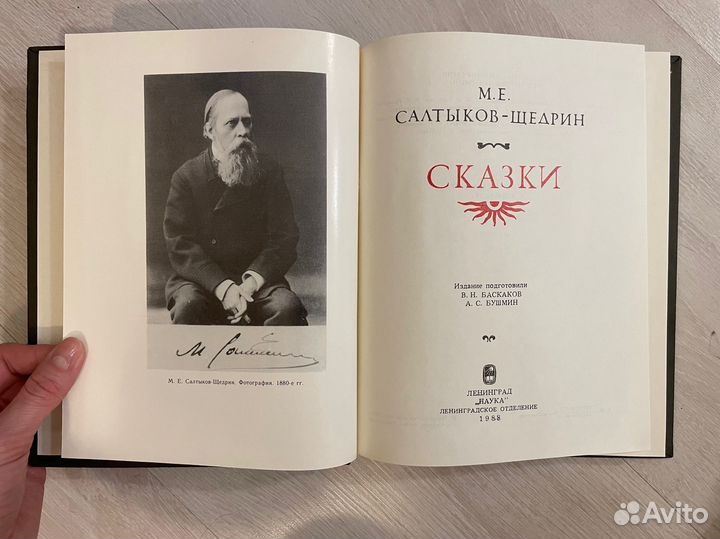 М. Е. Салтыков-Щедрин. Фотография. 1880-е гг.
М.Е.
САЛТЫКОВ-ЩЕДРИН
СКАЗКИ
Издание подготовили
В. Н. БАСКАКОВ
А. С. БУШМИН
ЛЕНИНГРАД
„НАУКА"
ЛЕНИНГРАДСКОЕ ОТДЕЛЕНИЕ
1988
Avito